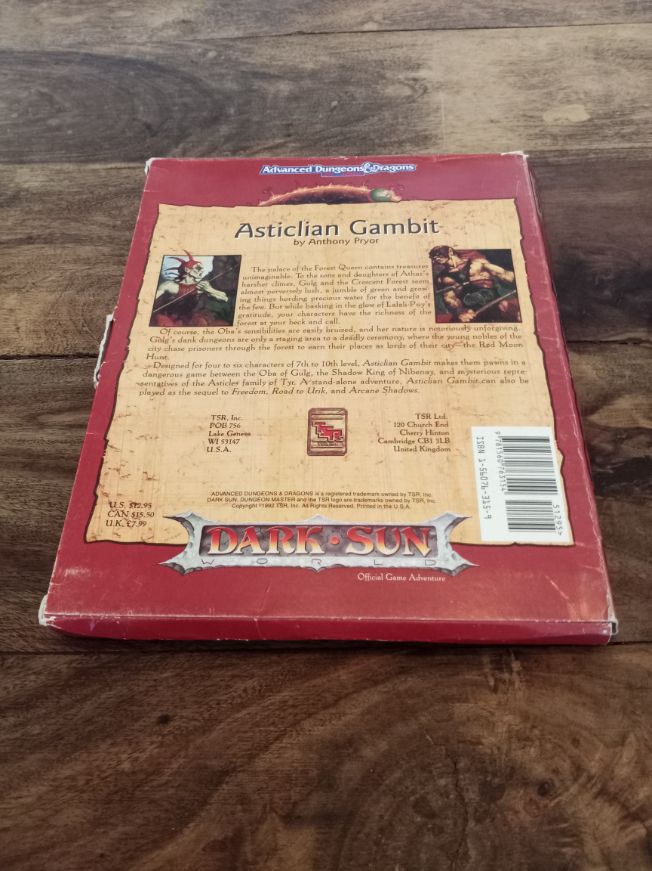 Advanced Dungeons & Dragons
Asticlian Gambit
by Anthony Pryor
The palace of the Forest Queen contains treasures
unimaginable. To the sons and daughters of Athas'
harsher climes, Gulg and the Crescent Forest seem
almost perversely lush, a jumble of green and growing
things hording precious water for the benefit of
the few. But while basking in the glow of Lalali-Puy's
gratitude, your characters have the richness of the
forest at your beck and call.
Of course, the Oba's sensibilities are easily bruised, and her nature is notoriously unforgiving.
Gulg's dank dungeons are only a staging area to a deadly ceremony, where the young nobles of the
city chase prisoners through the forest to earn their places as lords of their city—the Red Moon
Hunt.
Designed for four to six characters of 7th to 10th level, Asticlian Gambit makes them pawns in a
dangerous game between the Oba of Gulg, the Shadow King of Nibenay, and mysterious repre-
sentatives of the Asticles family of Tyr. A stand-alone adventure, Asticlian Gambit can also be
played as the sequel to Freedom, Road to Urik, and Arcane Shadows.
TSR, Inc.
POB 756
Lake Geneva
WI 53147
U.S.A.
TSR
TSR Ltd.
120 Church End
Cherry Hinton
Cambridge CB1 3LB
United Kingdom
ISBN 1-56076-315-9
9 781560 763154
51295>
U.S. $12.95
CAN $15.50
U.K. £7.99
ADVANCED DUNGEONS & DRAGONS is a registered trademark owned by TSR, Inc.
DARK SUN, DUNGEON MASTER and the TSR logo are trademarks owned by TSR, Inc.
Copyright ©1992 TSR, Inc. All Rights Reserved. Printed in the U.S.A.
DARK SUN
WORLD
Official Game Adventure